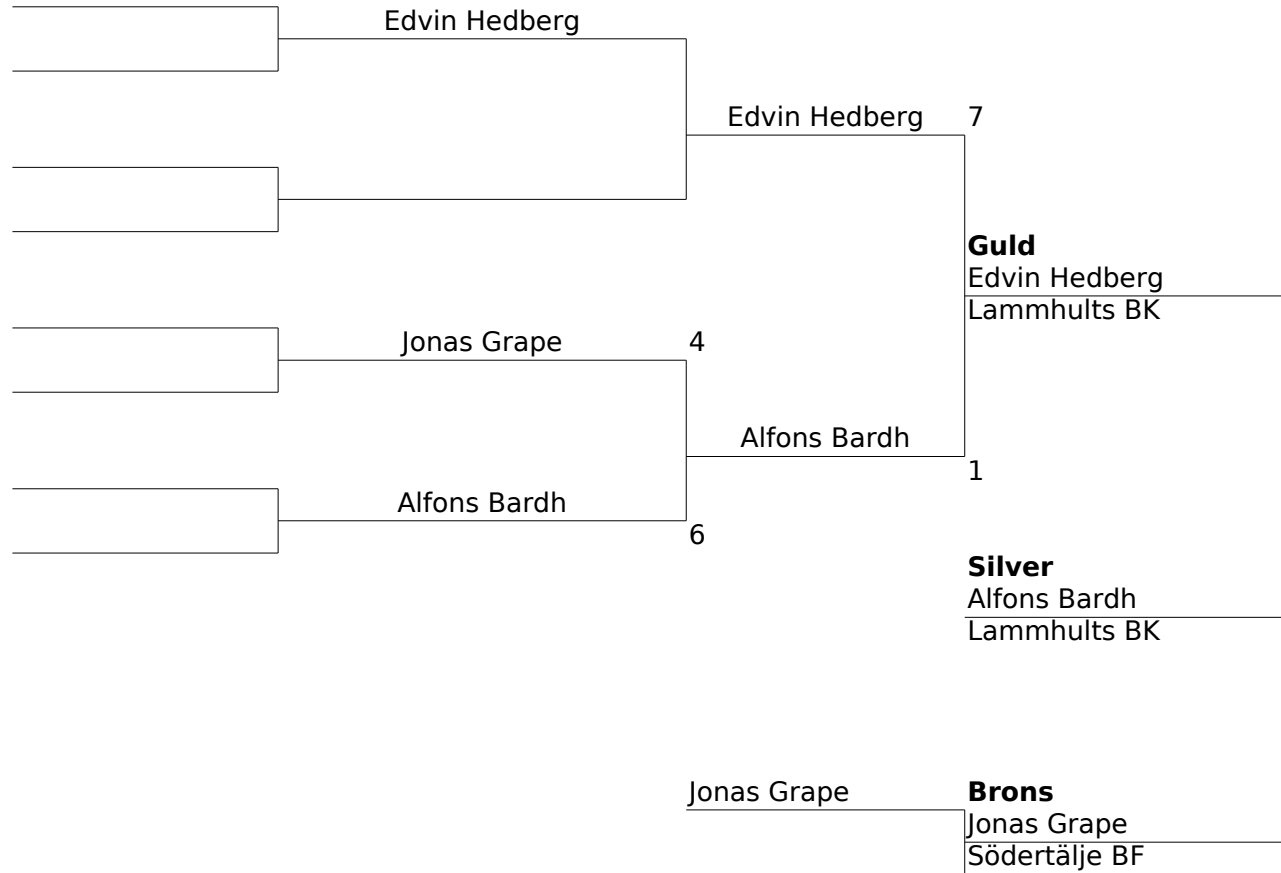 Edvin Hedberg
Edvin Hedberg 7
Guld
Edvin Hedberg
Lammhults BK
Jonas Grape 4
Alfons Bardh
1
Alfons Bardh
6
Silver
Alfons Bardh
Lammhults BK
Jonas Grape
Brons
Jonas Grape
Södertälje BF